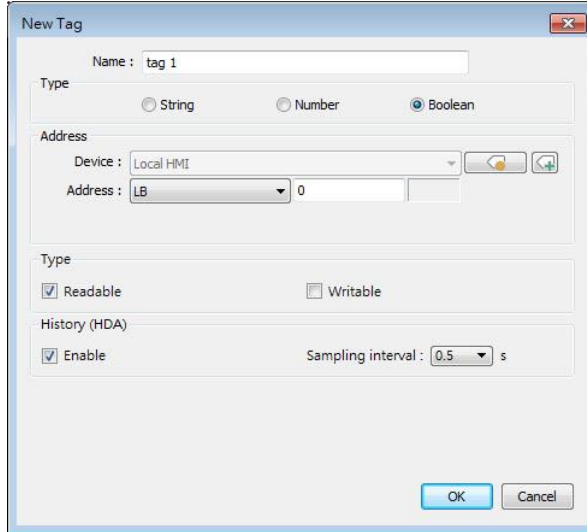 New Tag
Name : tag 1
Type
String Number Boolean
Address
Device : Local HMI
Address : LB 0
Type
Readable Writable
History (HDA)
Enable Sampling interval : 0.5 s
OK Cancel